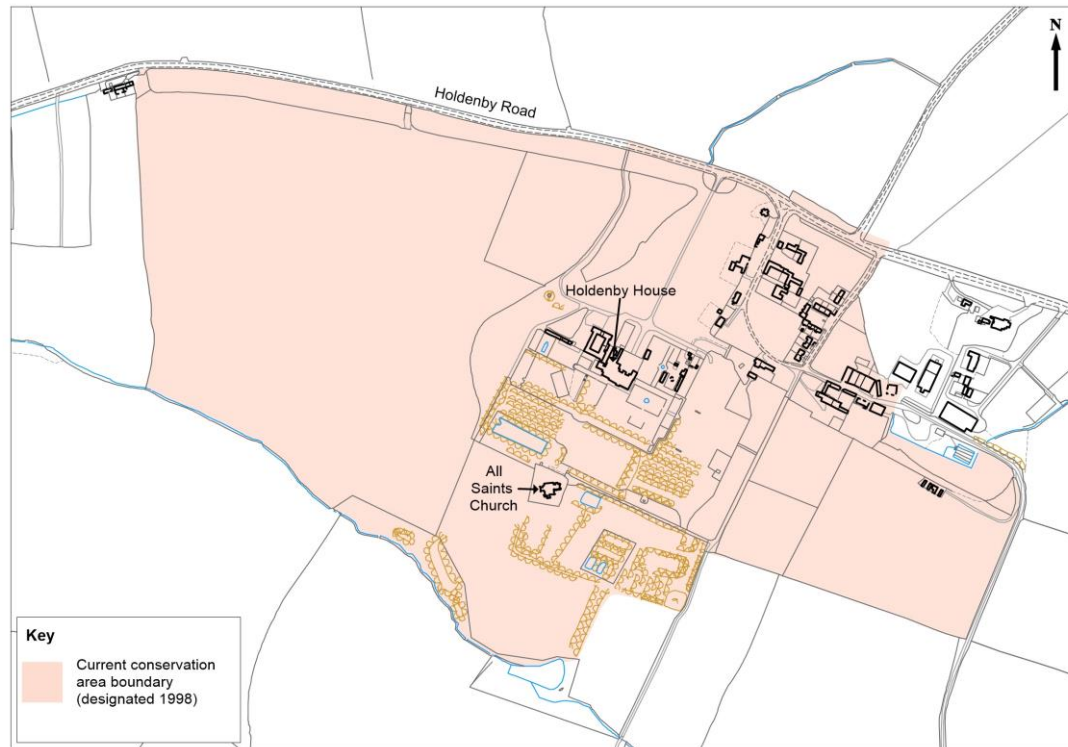 N
Holdenby Road
Holdenby House
All
Saints
Church
Key
Current conservation
area boundary
(designated 1998)